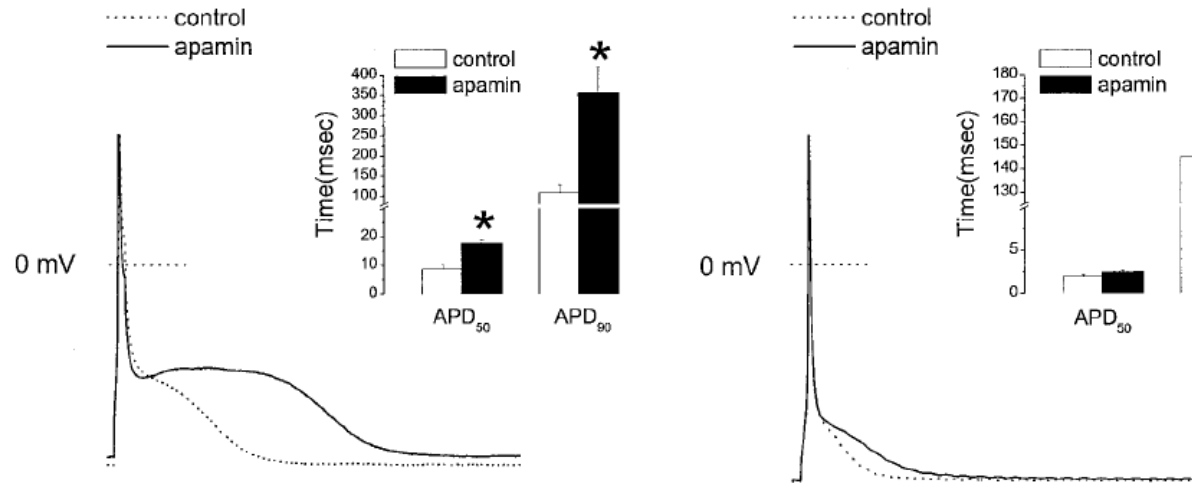 control
apamin
control
apamin
Time(msec)
400
350
300
250
200
150
100
20
10
0
*
*
APD50
APD90
0 mV
control
apamin
control
apamin
Time(msec)
180
170
160
150
140
130
5
0
APD50
0 mV